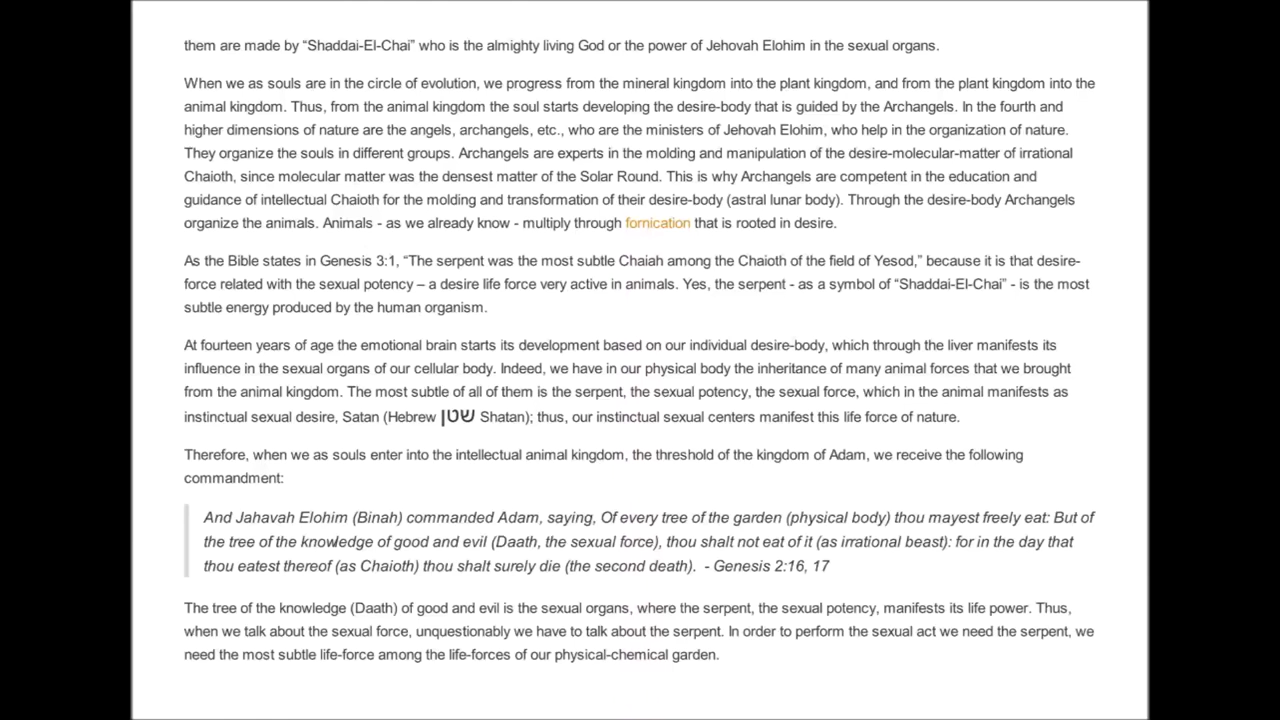 them are made by “Shaddai-El-Chai” who is the almighty living God or the power of Jehovah Elohim in the sexual organs.
When we as souls are in the circle of evolution, we progress from the mineral kingdom into the plant kingdom, and from the plant kingdom into the
animal kingdom. Thus, from the animal kingdom the soul starts developing the desire-body that is guided by the Archangels. In the fourth and
higher dimensions of nature are the angels, archangels, etc., who are the ministers of Jehovah Elohim, who help in the organization of nature.
They organize the souls in different groups. Archangels are experts in the molding and manipulation of the desire-molecular-matter of irrational
Chaioth, since molecular matter was the densest matter of the Solar Round. This is why Archangels are competent in the education and
guidance of intellectual Chaioth for the molding and transformation of their desire-body (astral lunar body). Through the desire-body Archangels
organize the animals. Animals - as we already know - multiply through fornication that is rooted in desire.
As the Bible states in Genesis 3:1, “The serpent was the most subtle Chaiah among the Chaioth of the field of Yesod,” because it is that desire-
force related with the sexual potency – a desire life force very active in animals. Yes, the serpent - as a symbol of “Shaddai-El-Chai” - is the most
subtle energy produced by the human organism.
At fourteen years of age the emotional brain starts its development based on our individual desire-body, which through the liver manifests its
influence in the sexual organs of our cellular body. Indeed, we have in our physical body the inheritance of many animal forces that we brought
from the animal kingdom. The most subtle of all of them is the serpent, the sexual potency, the sexual force, which in the animal manifests as
instinctual sexual desire, Satan (Hebrew שטן Shatan); thus, our instinctual sexual centers manifest this life force of nature.
Therefore, when we as souls enter into the intellectual animal kingdom, the threshold of the kingdom of Adam, we receive the following
commandment:
And Jahavah Elohim (Binah) commanded Adam, saying, Of every tree of the garden (physical body) thou mayest freely eat: But of
the tree of the knowledge of good and evil (Daath, the sexual force), thou shalt not eat of it (as irrational beast): for in the day that
thou eatest thereof (as Chaioth) thou shalt surely die (the second death).  - Genesis 2:16, 17
The tree of the knowledge (Daath) of good and evil is the sexual organs, where the serpent, the sexual potency, manifests its life power. Thus,
when we talk about the sexual force, unquestionably we have to talk about the serpent. In order to perform the sexual act we need the serpent, we
need the most subtle life-force among the life-forces of our physical-chemical garden.